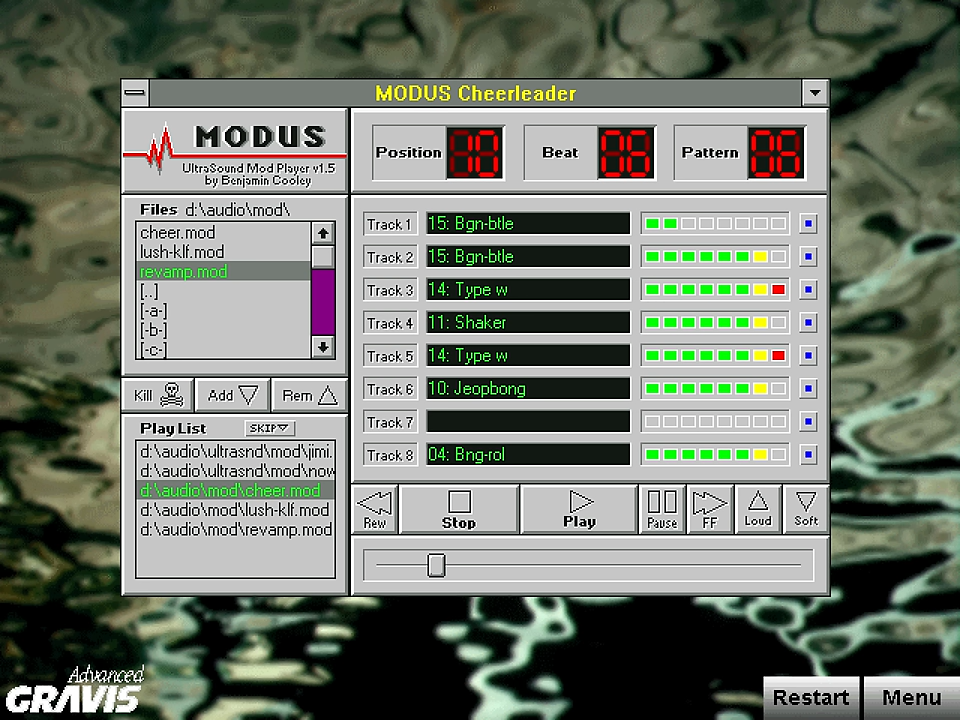 MODUS Cheerleader
MODUS
UltraSound Mod Player v1.5
by Benjamin Cooley
Position 10
Beat 08
Pattern 08
Files d:\audio\mod\
cheer.mod
lush-klf.mod
revamp.mod
[..]
[-a-]
[-b-]
[-c-]
Kill
Add
Rem
Play List
SKIP
d:\audio\ultrasnd\mod\jimi.
d:\audio\ultrasnd\mod\now
d:\audio\mod\cheer.mod
d:\audio\mod\lush-klf.mod
d:\audio\mod\revamp.mod
Track 1 15: Bgn-btle
Track 2 15: Bgn-btle
Track 3 14: Type w
Track 4 11: Shaker
Track 5 14: Type w
Track 6 10: Jeopbong
Track 7
Track 8 04: Bng-rol
Rew
Stop
Play
Pause
FF
Loud
Soft
Advanced
GRAVIS
Restart
Menu